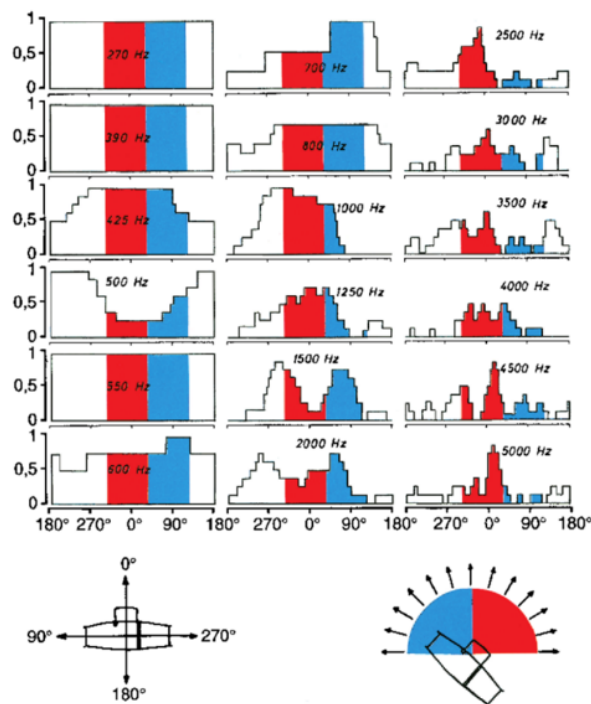 1
270 Hz
700 Hz
2500 Hz
0,5
0
1
390 Hz
800 Hz
3000 Hz
0,5
0
1
425 Hz
1000 Hz
3500 Hz
0,5
0
1
500 Hz
1250 Hz
4000 Hz
0,5
0
1
550 Hz
1500 Hz
4500 Hz
0,5
0
1
600 Hz
2000 Hz
5000 Hz
0,5
0
180° 270° 0° 90° 180° 270° 0° 90° 180° 270° 0° 90° 180°
0°
90° 270°
180°